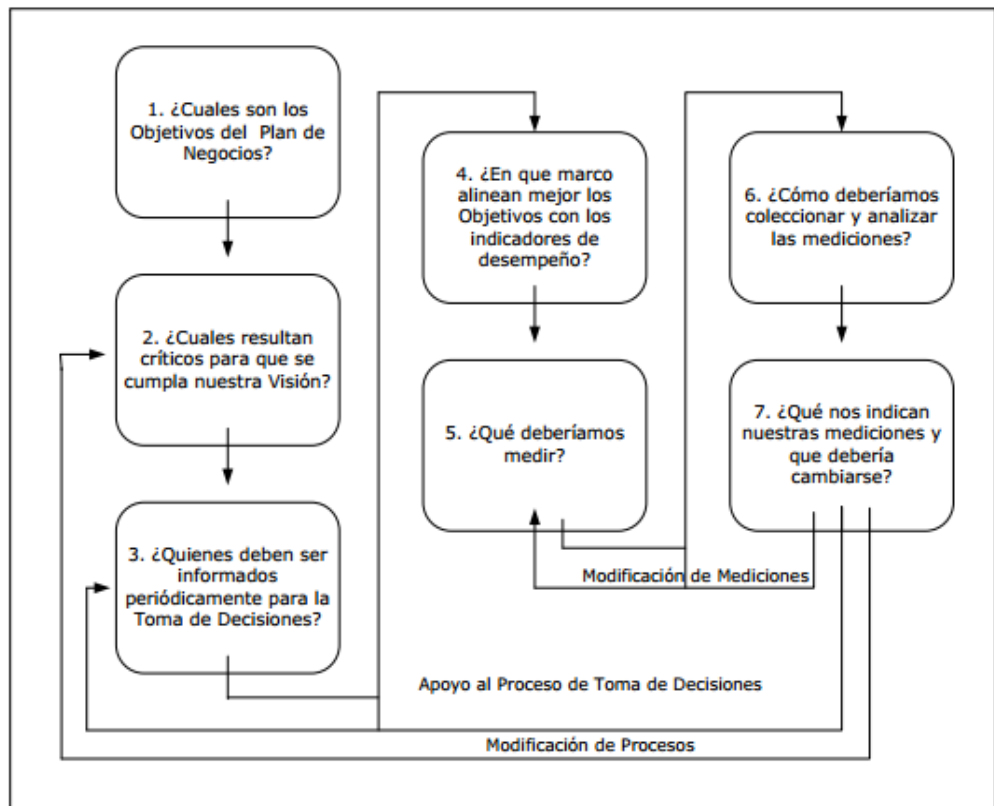 1. ¿Cuales son los
Objetivos del Plan de
Negocios?
2. ¿Cuales resultan
críticos para que se
cumpla nuestra Visión?
3. ¿Quienes deben ser
informados
periódicamente para la
Toma de Decisiones?
4. ¿En que marco
alinean mejor los
Objetivos con los
indicadores de
desempeño?
5. ¿Qué deberíamos
medir?
6. ¿Cómo deberíamos
coleccionar y analizar
las mediciones?
7. ¿Qué nos indican
nuestras mediciones y
que debería
cambiarse?
Modificación de Mediciones
Apoyo al Proceso de Toma de Decisiones
Modificación de Procesos